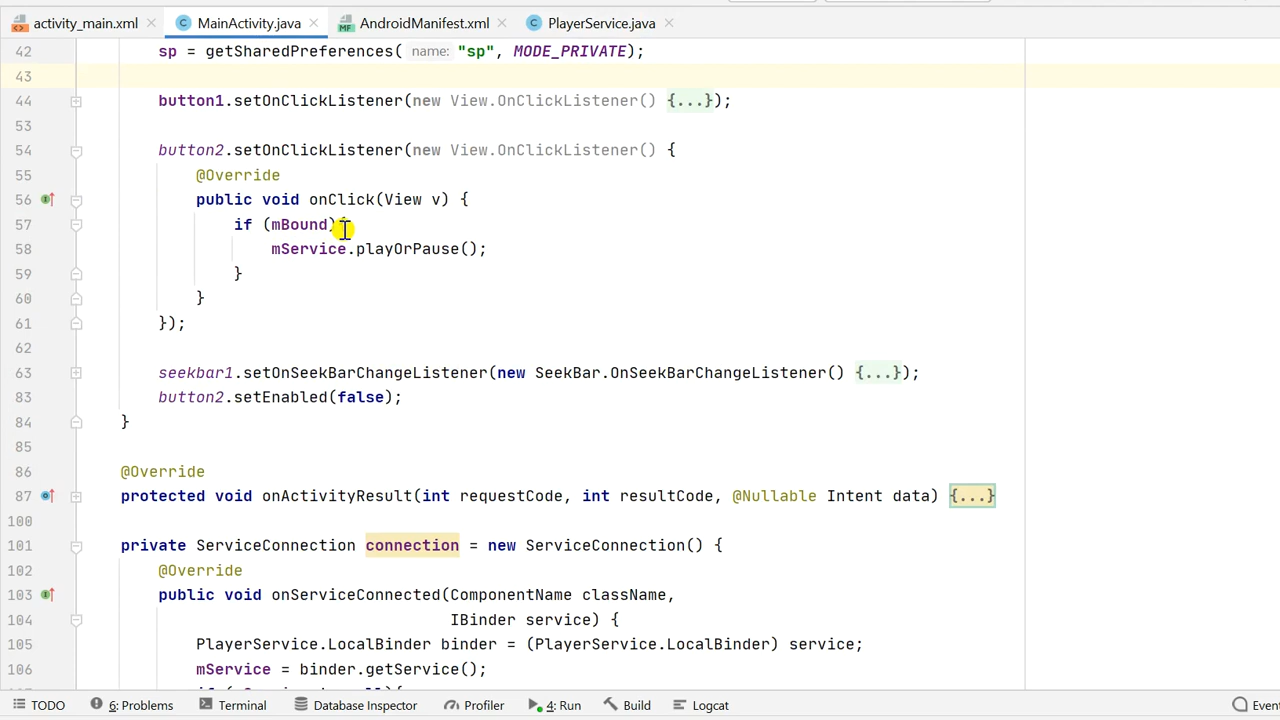 activity_main.xml MainActivity.java AndroidManifest.xml PlayerService.java
42 sp = getSharedPreferences( name: "sp", MODE_PRIVATE);
43
44 button1.setOnClickListener(new View.OnClickListener() {...});
53
54 button2.setOnClickListener(new View.OnClickListener() {
55 @Override
56 public void onClick(View v) {
57 if (mBound){
58 mService.playOrPause();
59 }
60 }
61 });
62
63 seekbar1.setOnSeekBarChangeListener(new SeekBar.OnSeekBarChangeListener() {...});
83 button2.setEnabled(false);
84 }
85
86 @Override
87 protected void onActivityResult(int requestCode, int resultCode, @Nullable Intent data) {...}
100
101 private ServiceConnection connection = new ServiceConnection() {
102 @Override
103 public void onServiceConnected(ComponentName className,
104 IBinder service) {
105 PlayerService.LocalBinder binder = (PlayerService.LocalBinder) service;
106 mService = binder.getService();
TODO 6: Problems Terminal Database Inspector Profiler 4: Run Build Logcat